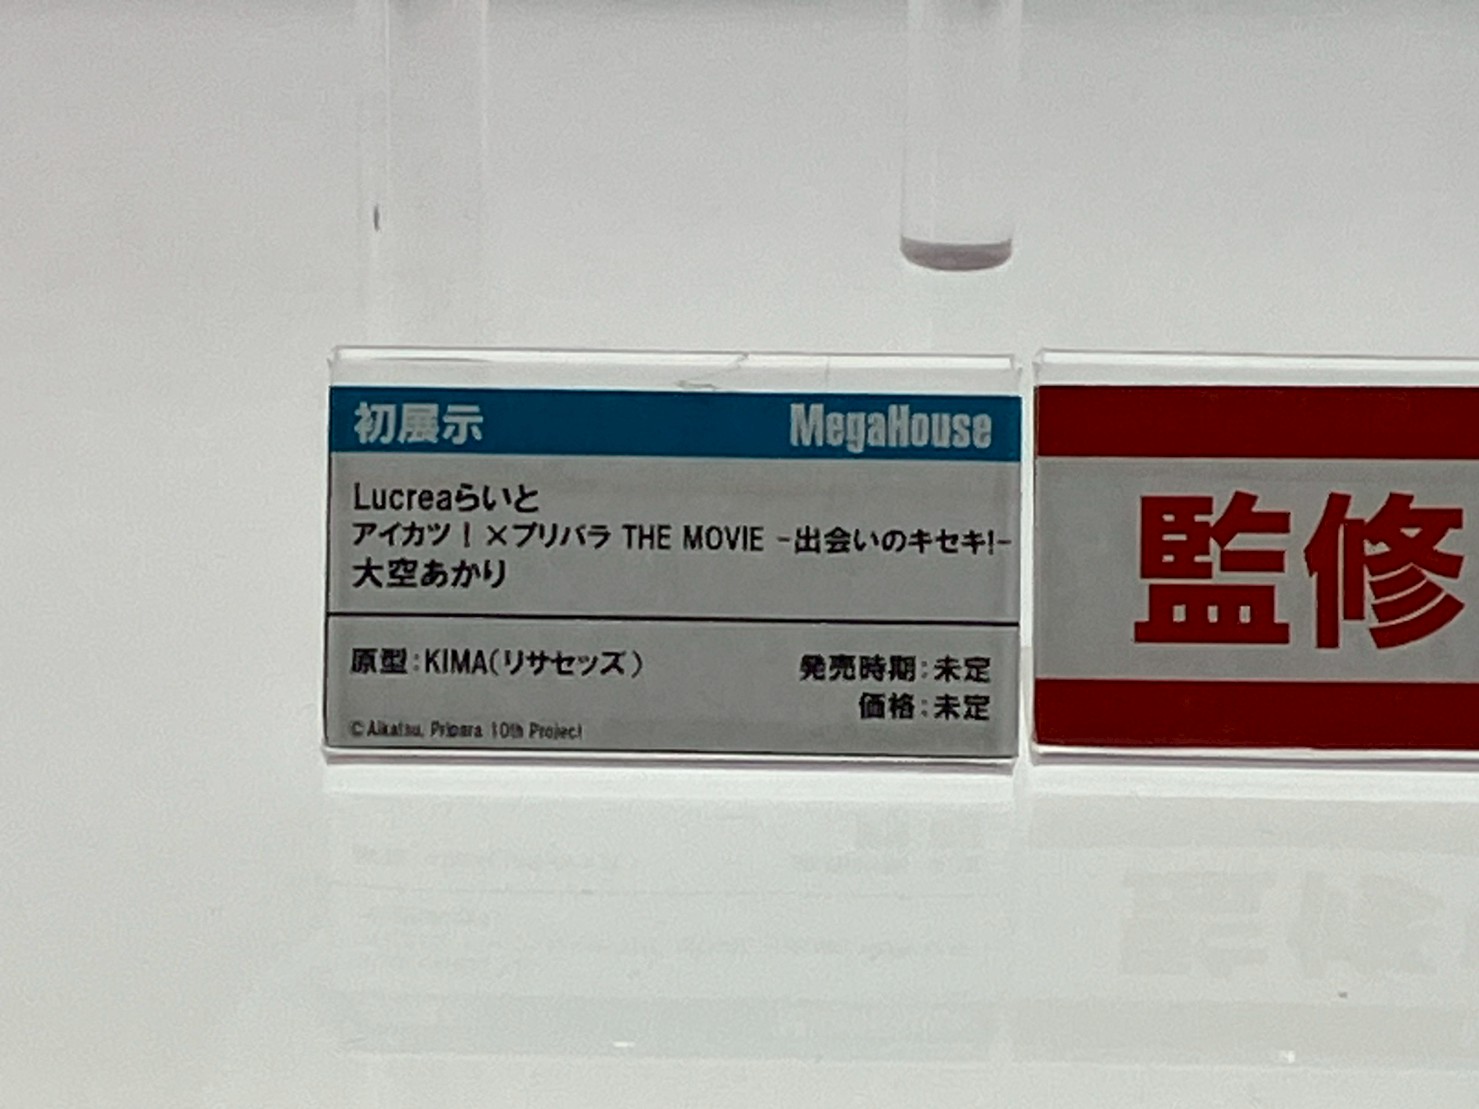 初展示 MegaHouse
Lucreaらいと
アイカツ！×プリパラ THE MOVIE -出会いのキセキ!-
大空あかり
原型:KIMA(リサセッズ)
発売時期:未定
価格:未定
©Aikatsu, Pripara 10th Project
監修